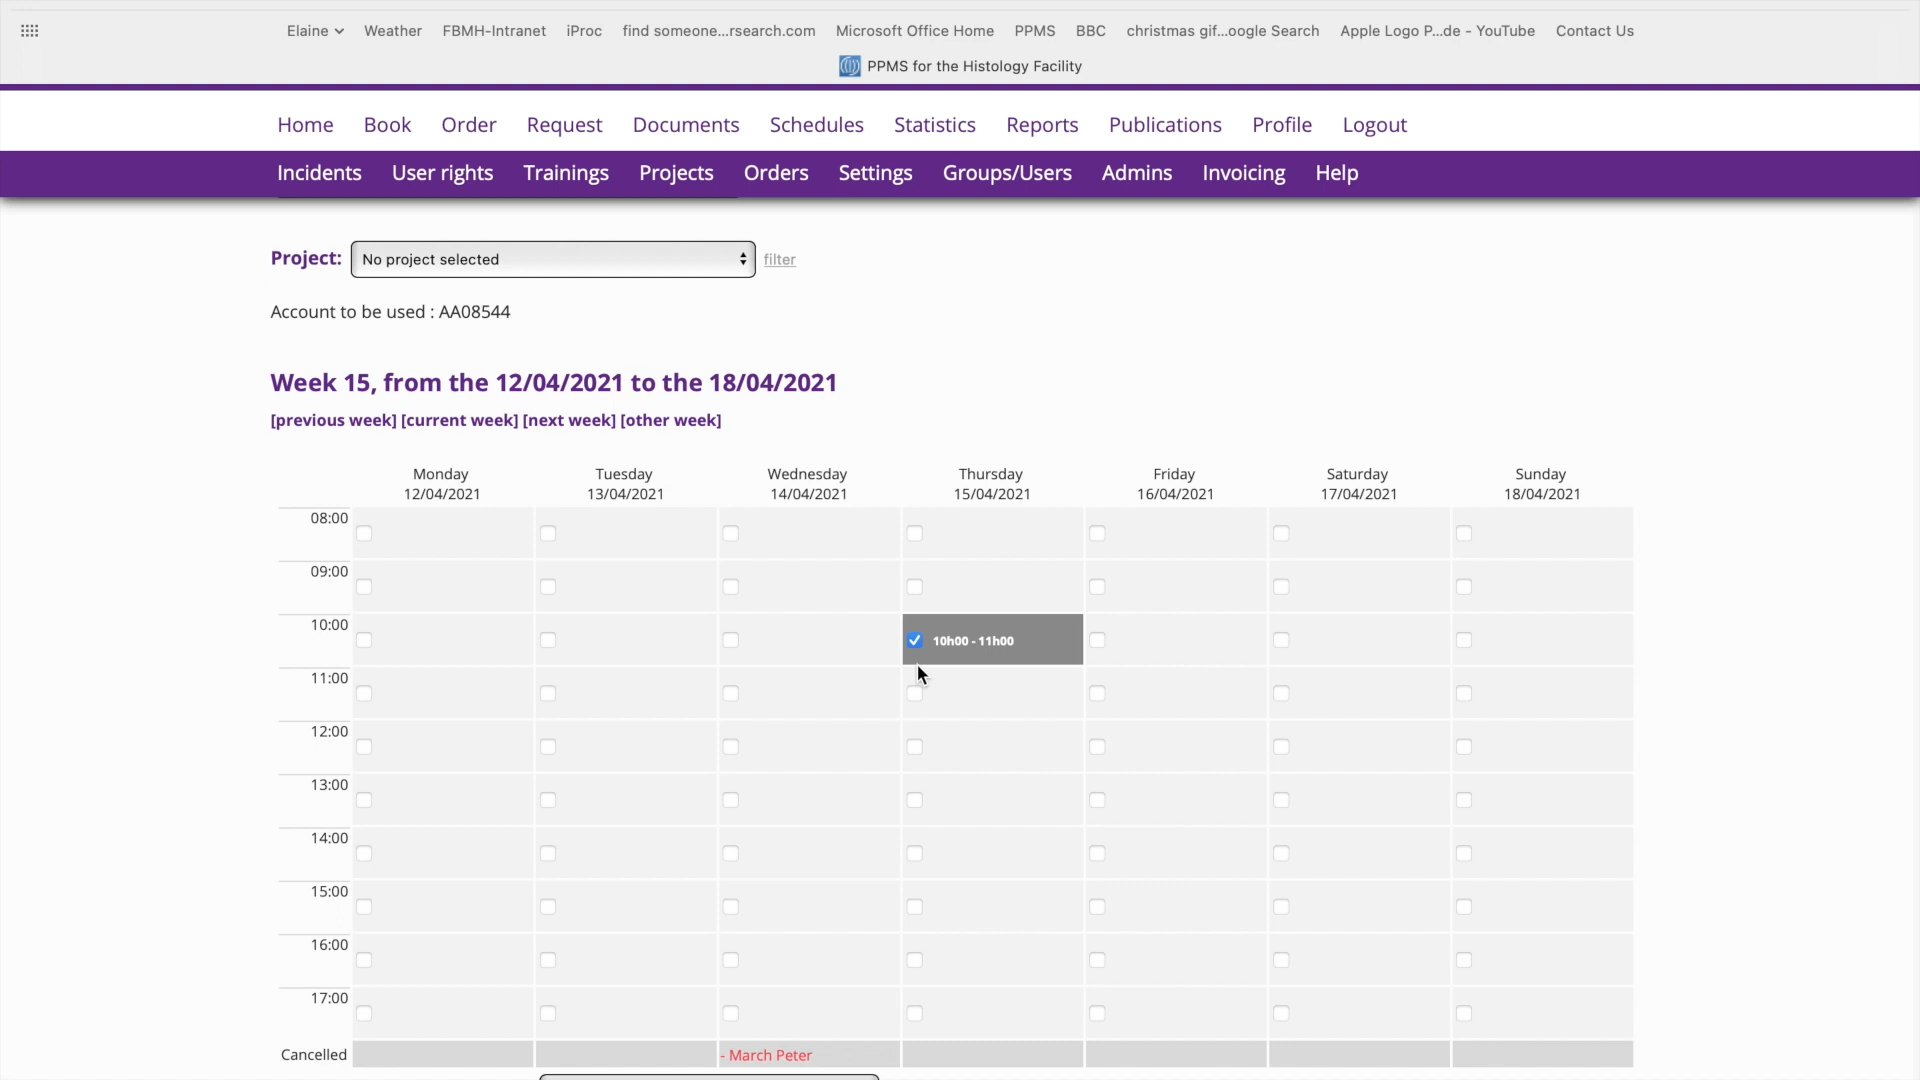 Elaine Weather FBMH-Intranet iProc find someone...rsearch.com Microsoft Office Home PPMS BBC christmas gif...oogle Search Apple Logo P...de - YouTube Contact Us
PPMS for the Histology Facility
Home Book Order Request Documents Schedules Statistics Reports Publications Profile Logout
Incidents User rights Trainings Projects Orders Settings Groups/Users Admins Invoicing Help
Project: No project selected filter
Account to be used : AA08544
Week 15, from the 12/04/2021 to the 18/04/2021
[previous week] [current week] [next week] [other week]
Monday Tuesday Wednesday Thursday Friday Saturday Sunday
12/04/2021 13/04/2021 14/04/2021 15/04/2021 16/04/2021 17/04/2021 18/04/2021
08:00
09:00
10:00 10h00 - 11h00
11:00
12:00
13:00
14:00
15:00
16:00
17:00
Cancelled - March Peter